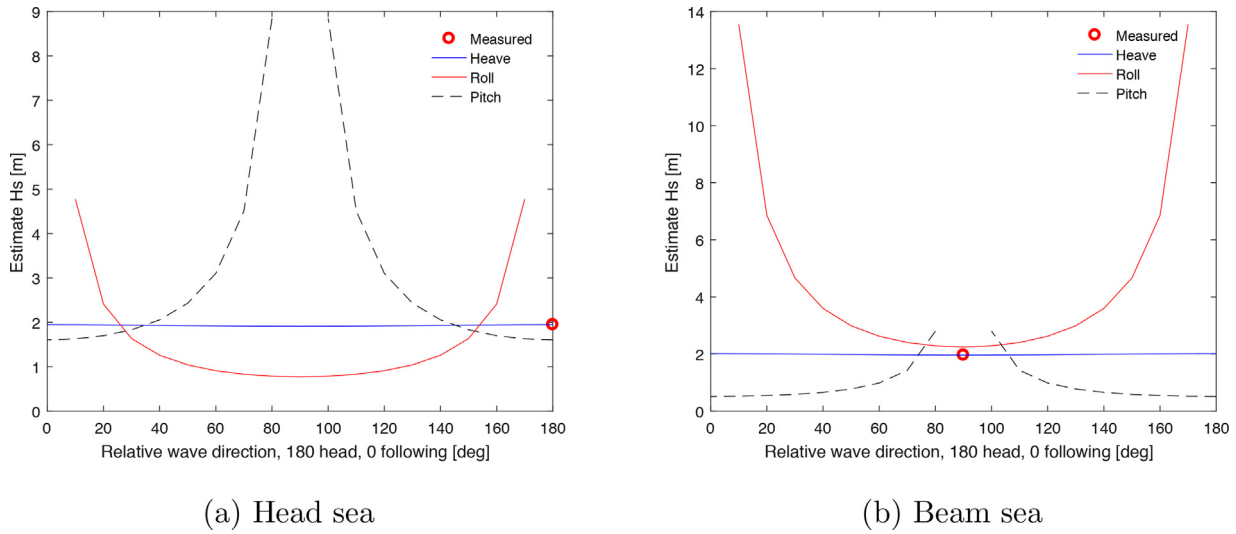 9
8
7
6
5
4
3
2
1
0
Estimate Hs [m]
Measured
Heave
Roll
Pitch
0 20 40 60 80 100 120 140 160 180
Relative wave direction, 180 head, 0 following [deg]
(a) Head sea
14
12
10
8
6
4
2
0
Estimate Hs [m]
Measured
Heave
Roll
Pitch
0 20 40 60 80 100 120 140 160 180
Relative wave direction, 180 head, 0 following [deg]
(b) Beam sea